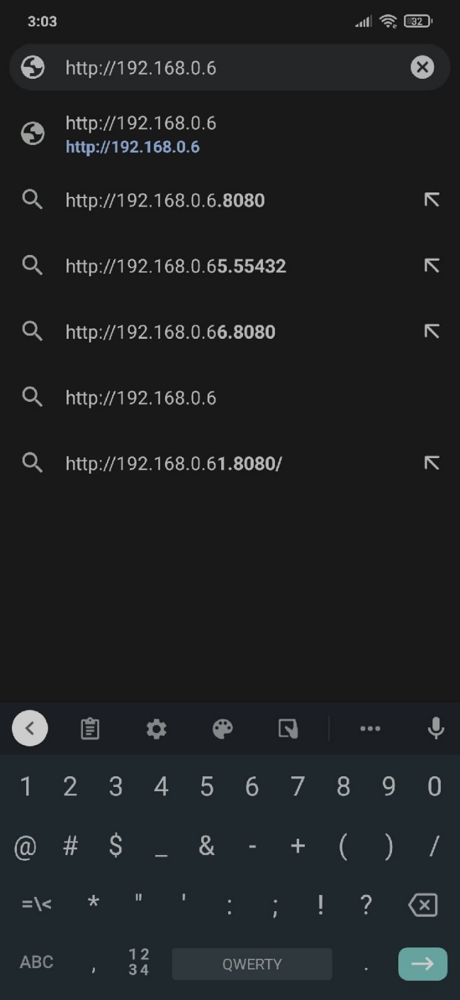 3:03
32
http://192.168.0.6
http://192.168.0.6
http://192.168.0.6
http://192.168.0.6.8080
http://192.168.0.65.55432
http://192.168.0.66.8080
http://192.168.0.6
http://192.168.0.61.8080/
1 2 3 4 5 6 7 8 9 0
@ # $ _ & - + ( ) /
=\< * " ' : ; ! ?
ABC , 12 34 QWERTY .